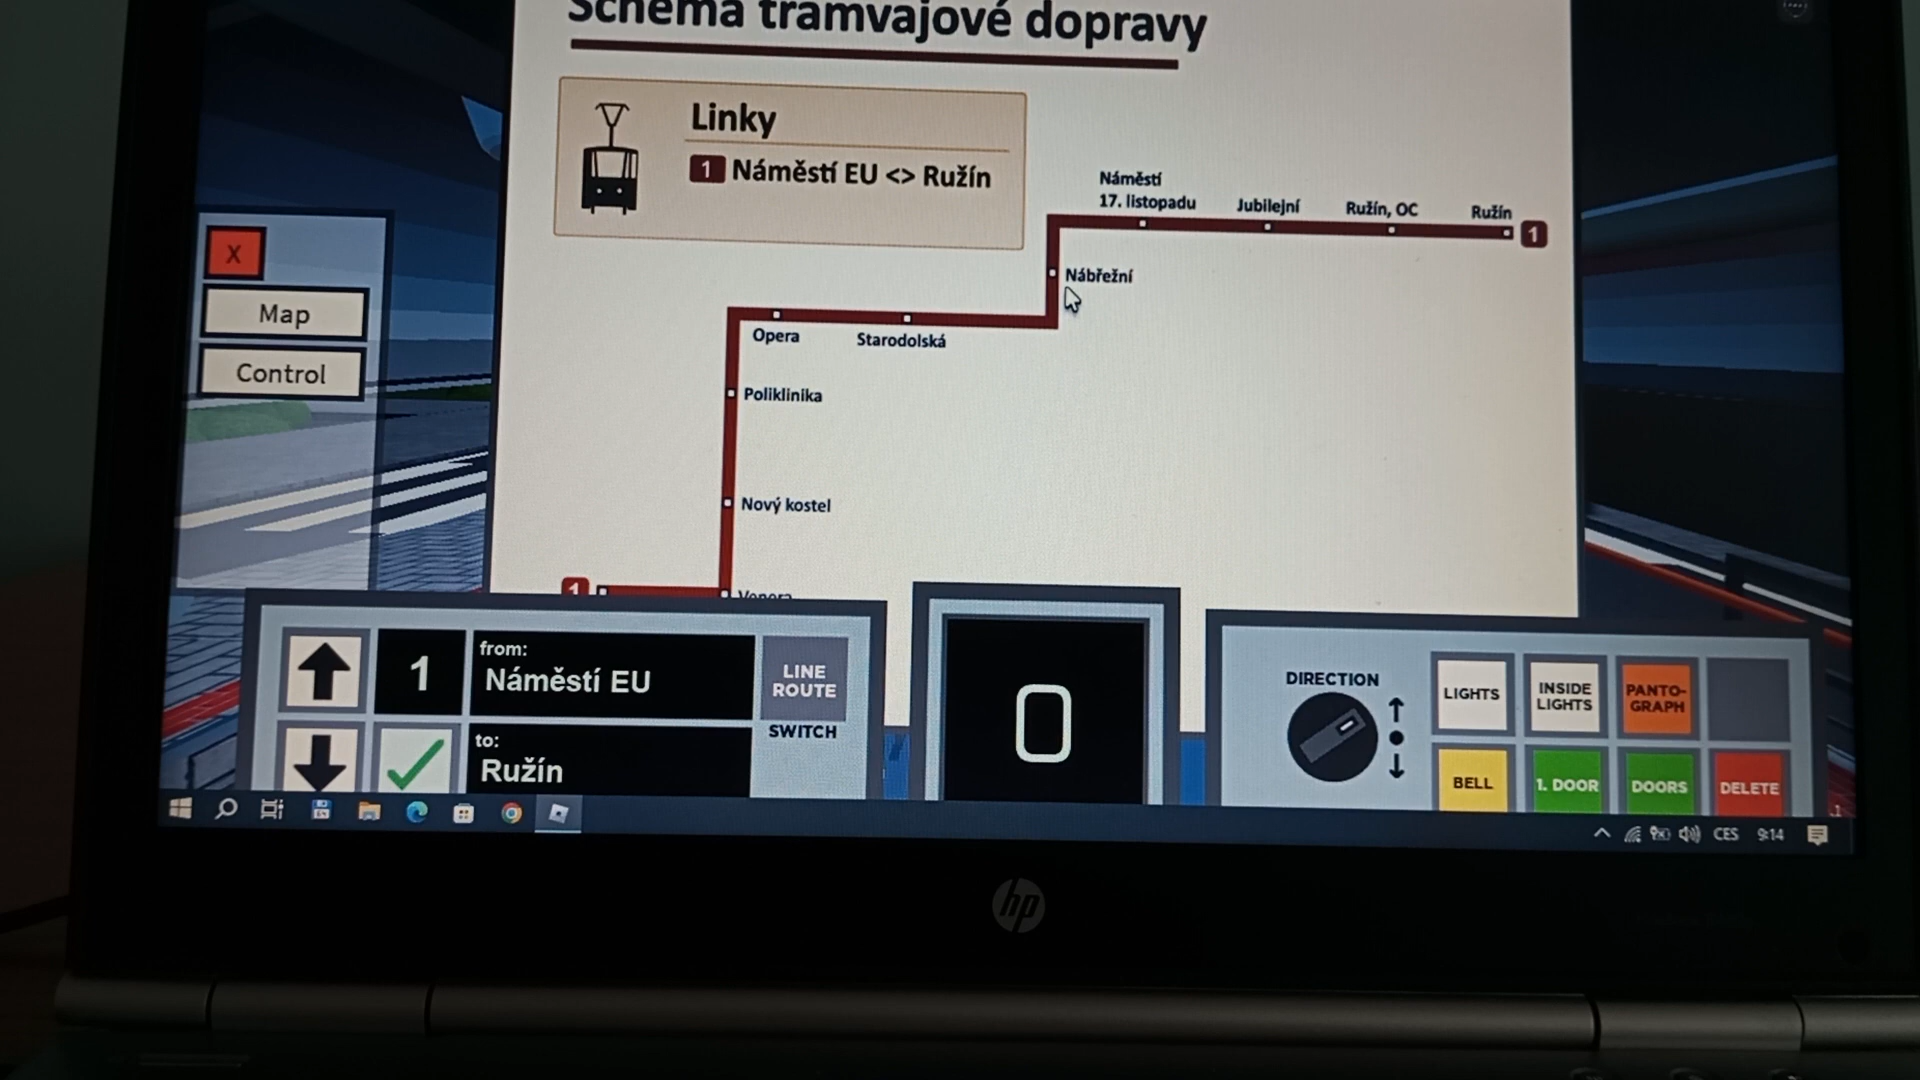 Schéma tramvajové dopravy
Linky
1 Náměstí EU <> Ružín
Náměstí
17. listopadu
Jubilejní
Ružín, OC
Ružín
1
Nábřežní
Opera
Starodolská
Poliklinika
Nový kostel
1
X
Map
Control
1
from:
Náměstí EU
LINE
ROUTE
SWITCH
to:
Ružín
0
DIRECTION
LIGHTS
INSIDE
LIGHTS
PANTO-
GRAPH
BELL
1. DOOR
DOORS
DELETE
CES
9:14
hp